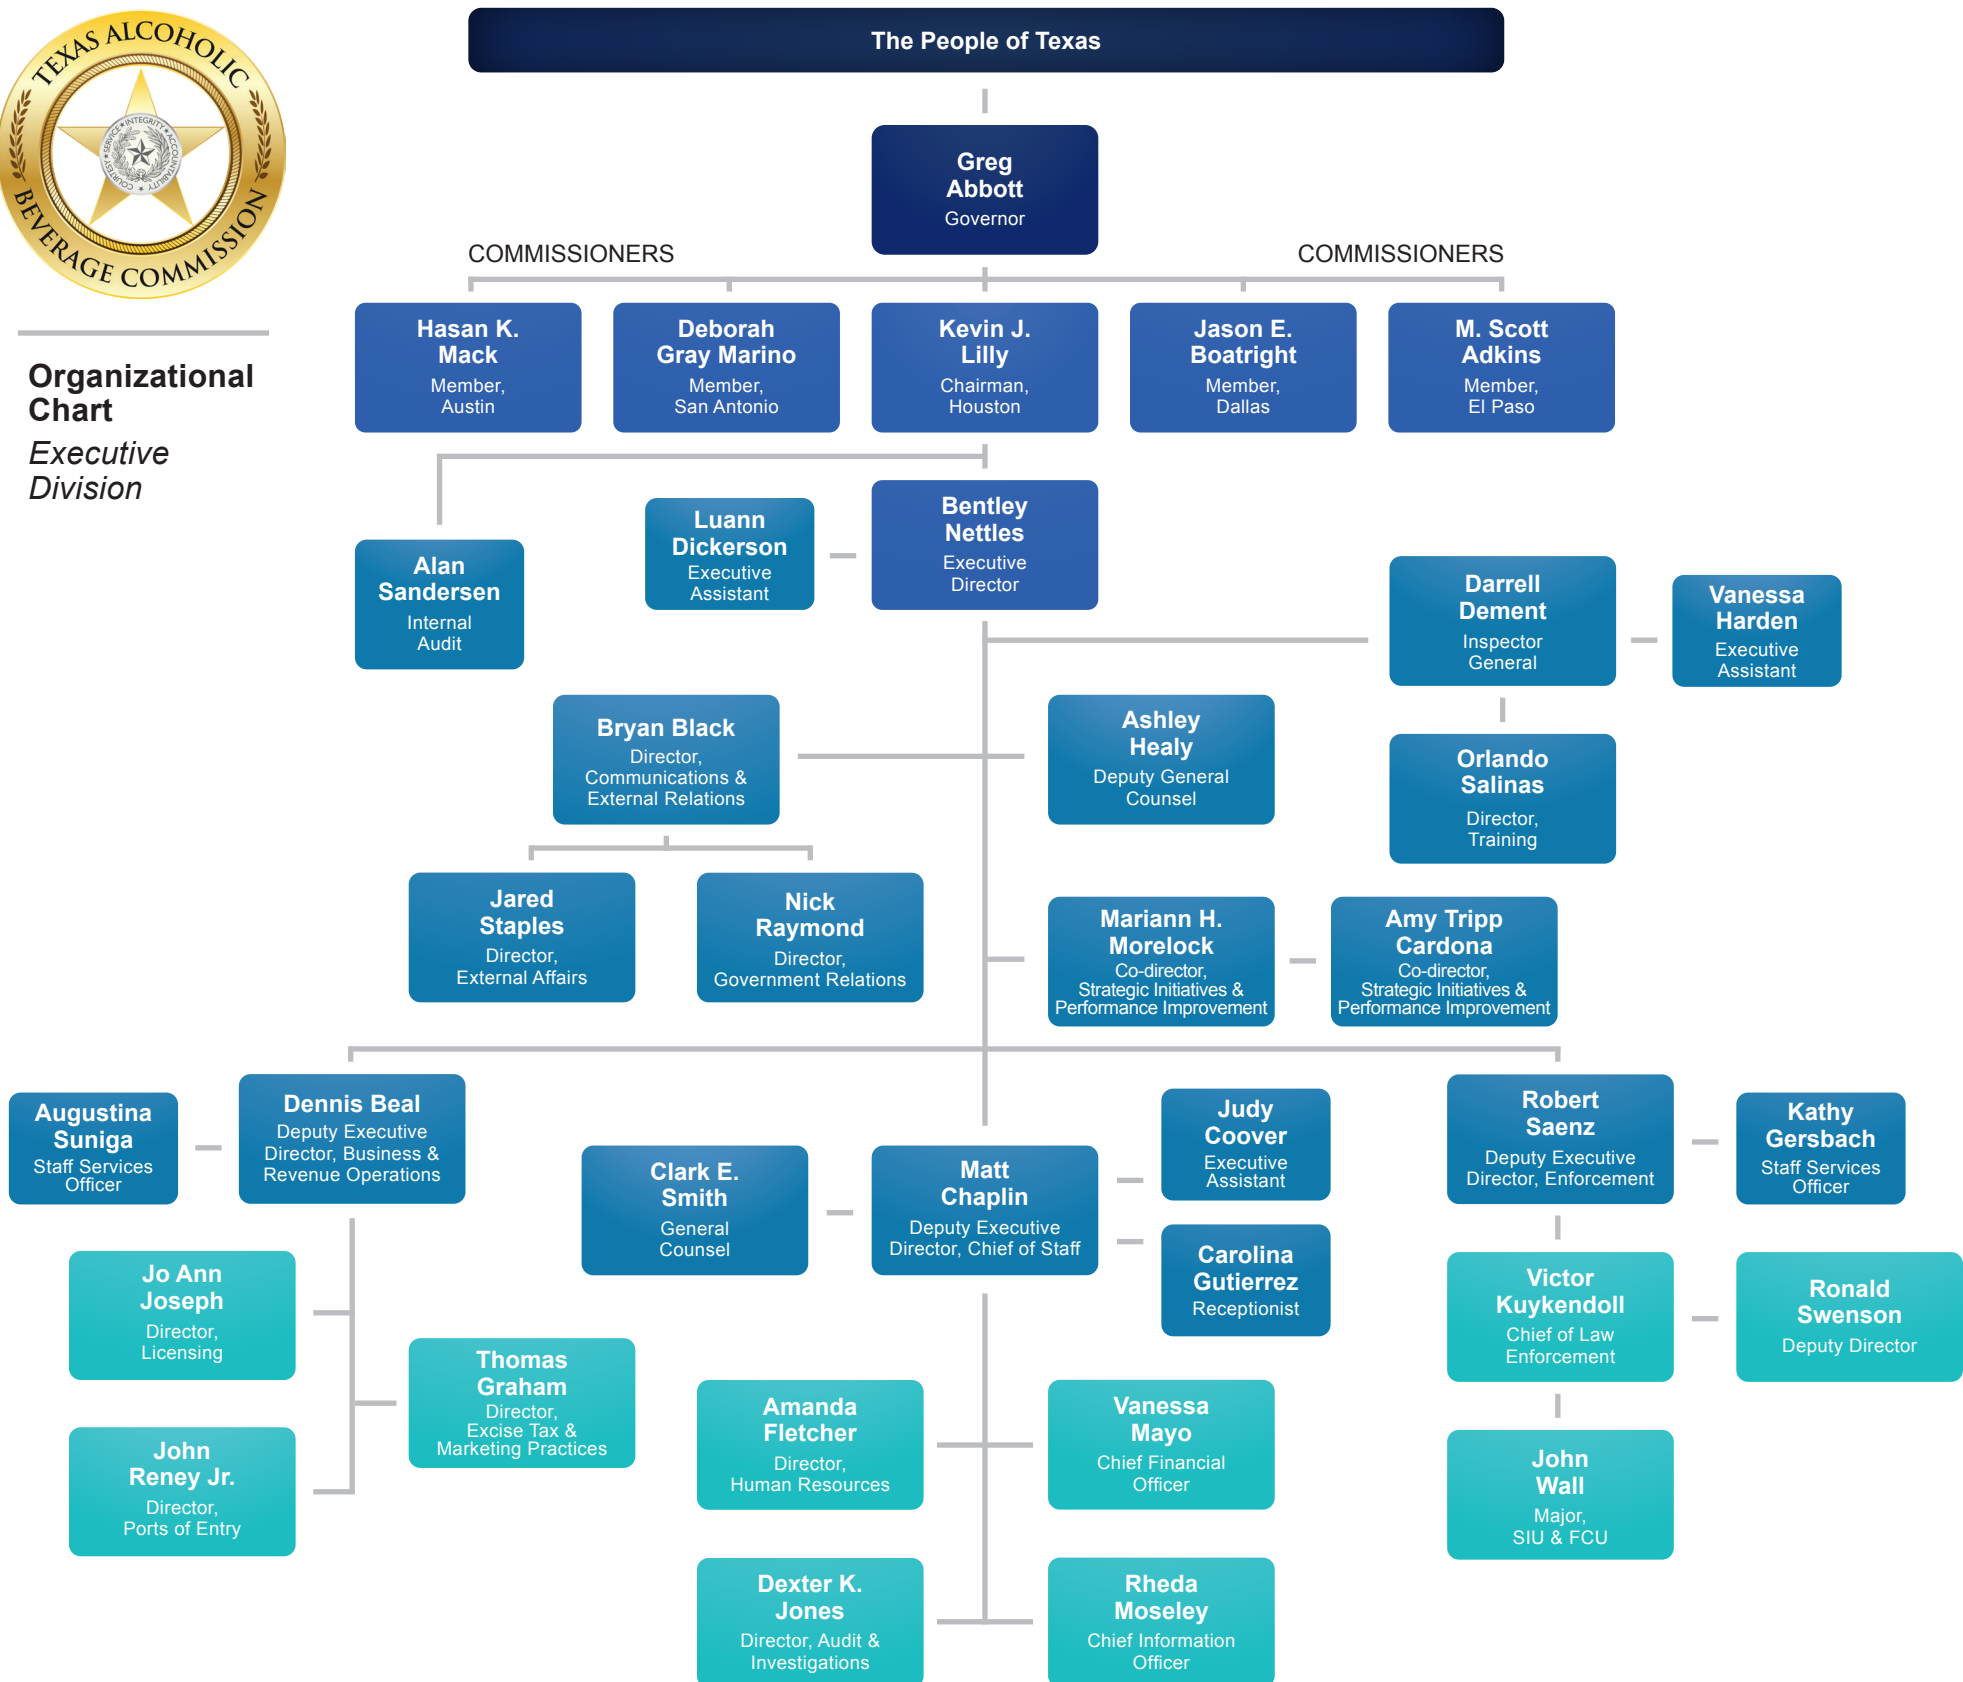 TEXAS ALCOHOLIC
BEVERAGE COMMISSION
COURTESY ★ SERVICE ★ INTEGRITY ★ ACCOUNTABILITY ★
Organizational
Chart
Executive
Division
The People of Texas
Greg
Abbott
Governor
COMMISSIONERS
COMMISSIONERS
Hasan K.
Mack
Member,
Austin
Deborah
Gray Marino
Member,
San Antonio
Kevin J.
Lilly
Chairman,
Houston
Jason E.
Boatright
Member,
Dallas
M. Scott
Adkins
Member,
El Paso
Alan
Sandersen
Internal
Audit
Luann
Dickerson
Executive
Assistant
Bentley
Nettles
Executive
Director
Darrell
Dement
Inspector
General
Vanessa
Harden
Executive
Assistant
Bryan Black
Director,
Communications &
External Relations
Ashley
Healy
Deputy General
Counsel
Orlando
Salinas
Director,
Training
Jared
Staples
Director,
External Affairs
Nick
Raymond
Director,
Government Relations
Mariann H.
Morelock
Co-director,
Strategic Initiatives &
Performance Improvement
Amy Tripp
Cardona
Co-director,
Strategic Initiatives &
Performance Improvement
Augustina
Suniga
Staff Services
Officer
Dennis Beal
Deputy Executive
Director, Business &
Revenue Operations
Clark E.
Smith
General
Counsel
Matt
Chaplin
Deputy Executive
Director, Chief of Staff
Judy
Coover
Executive
Assistant
Carolina
Gutierrez
Receptionist
Robert
Saenz
Deputy Executive
Director, Enforcement
Kathy
Gersbach
Staff Services
Officer
Jo Ann
Joseph
Director,
Licensing
Thomas
Graham
Director,
Excise Tax &
Marketing Practices
John
Reney Jr.
Director,
Ports of Entry
Amanda
Fletcher
Director,
Human Resources
Vanessa
Mayo
Chief Financial
Officer
Victor
Kuykendoll
Chief of Law
Enforcement
Ronald
Swenson
Deputy Director
John
Wall
Major,
SIU & FCU
Dexter K.
Jones
Director, Audit &
Investigations
Rheda
Moseley
Chief Information
Officer